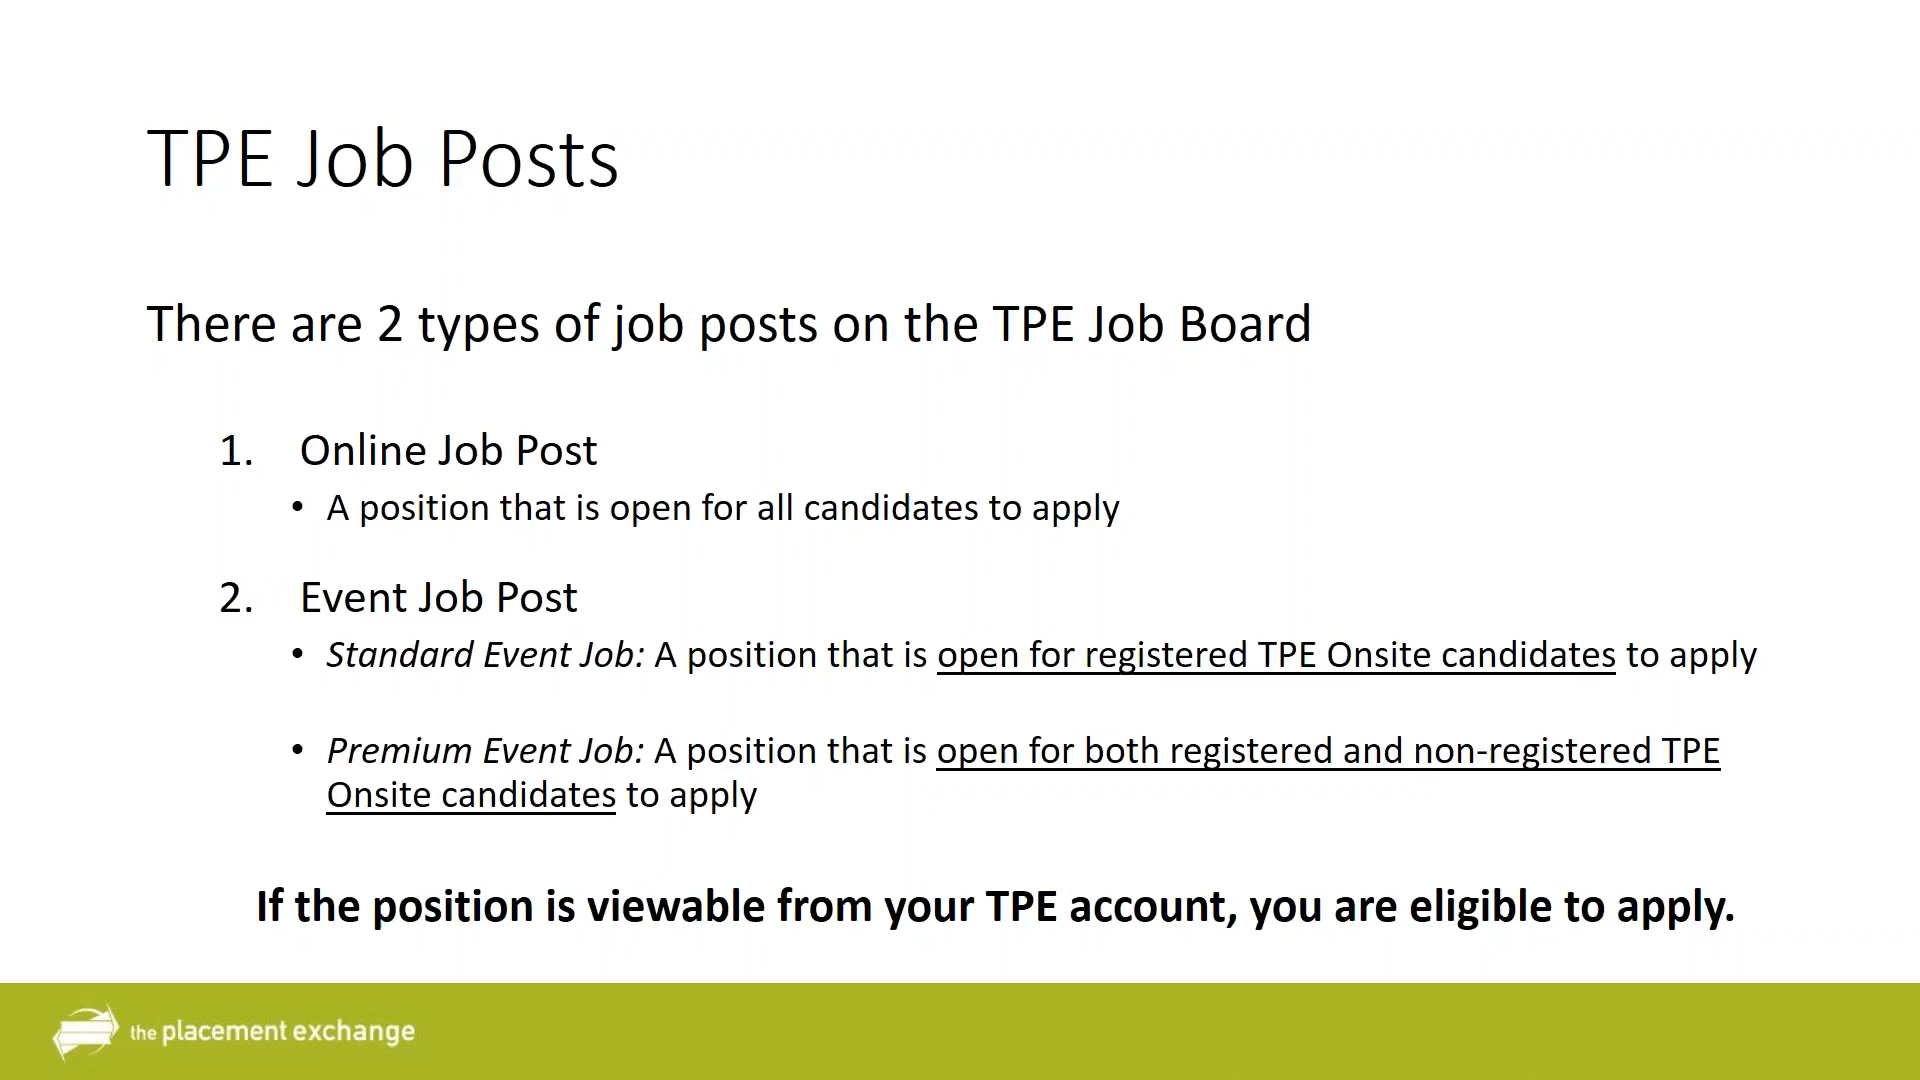 TPE Job Posts
There are 2 types of job posts on the TPE Job Board
1. Online Job Post
• A position that is open for all candidates to apply
2. Event Job Post
• Standard Event Job: A position that is open for registered TPE Onsite candidates to apply
• Premium Event Job: A position that is open for both registered and non-registered TPE
Onsite candidates to apply
If the position is viewable from your TPE account, you are eligible to apply.
the placement exchange